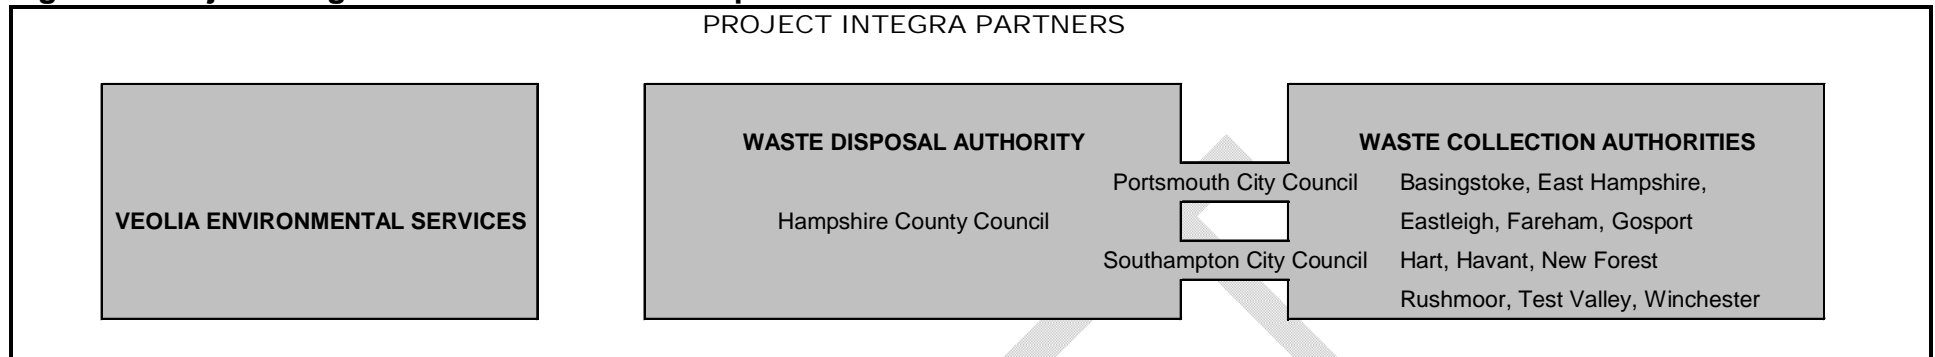 PROJECT INTEGRA PARTNERS
VEOLIA ENVIRONMENTAL SERVICES
WASTE DISPOSAL AUTHORITY
Hampshire County Council
Portsmouth City Council
Southampton City Council
WASTE COLLECTION AUTHORITIES
Basingstoke, East Hampshire,
Eastleigh, Fareham, Gosport
Hart, Havant, New Forest
Rushmoor, Test Valley, Winchester